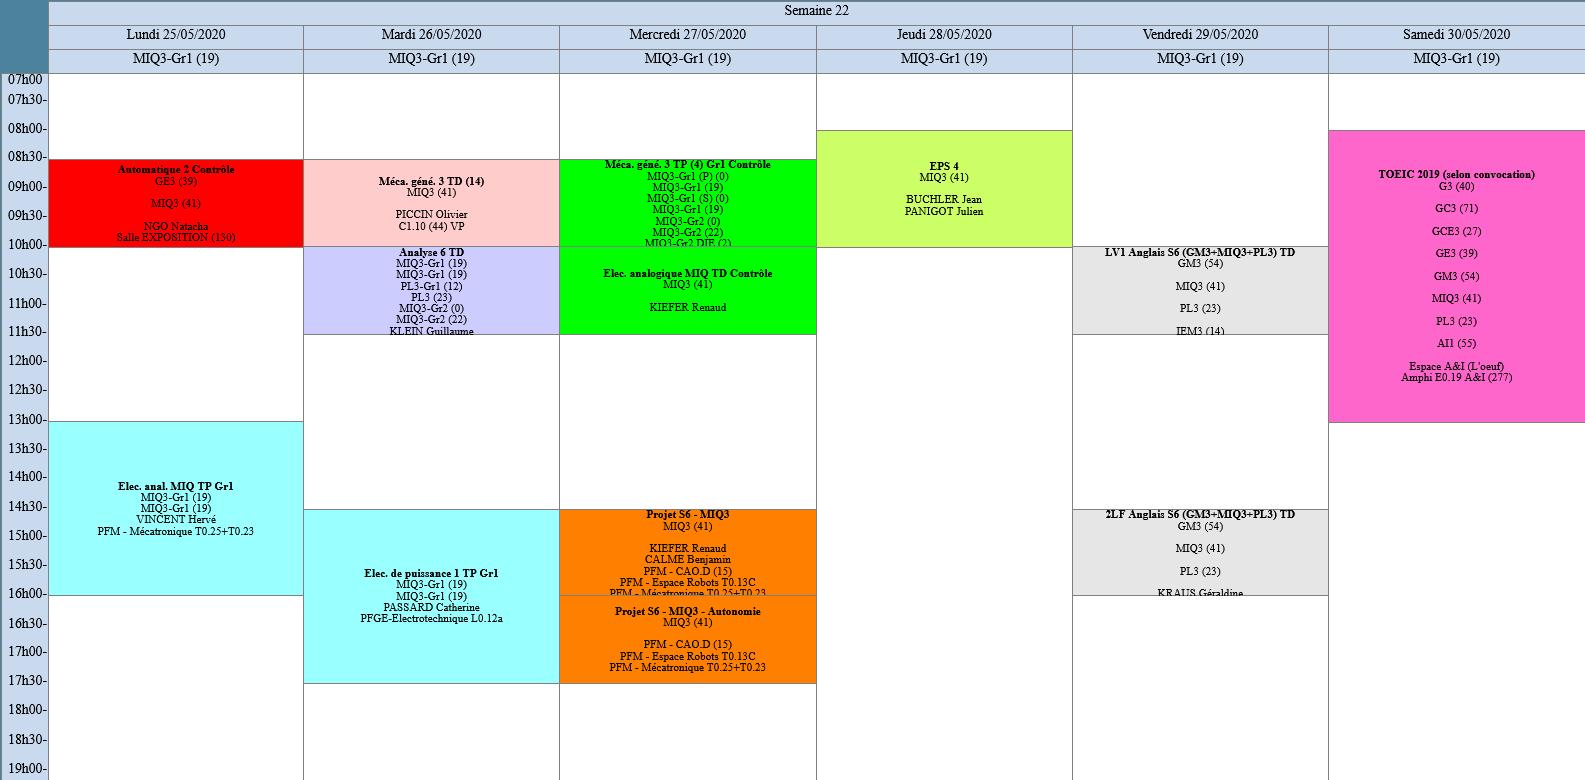 Semaine 22
Lundi 25/05/2020
Mardi 26/05/2020
Mercredi 27/05/2020
Jeudi 28/05/2020
Vendredi 29/05/2020
Samedi 30/05/2020
MIQ3-Gr1 (19)
MIQ3-Gr1 (19)
MIQ3-Gr1 (19)
MIQ3-Gr1 (19)
MIQ3-Gr1 (19)
MIQ3-Gr1 (19)
07h00
07h30-
08h00-
08h30-
09h00-
09h30-
10h00-
10h30-
11h00-
11h30-
12h00-
12h30-
13h00-
13h30-
14h00-
14h30-
15h00-
15h30-
16h00-
16h30-
17h00-
17h30-
18h00-
18h30-
19h00-
Automatique 2 Contrôle
GE3 (39)
MIQ3 (41)
NGO Natacha
Salle EXPOSITION (130)
Elec. anal. MIQ TP Gr1
MIQ3-Gr1 (19)
MIQ3-Gr1 (19)
VINCENT Hervé
PFM - Mécatronique T0.25+T0.23
Méca. géné. 3 TD (14)
MIQ3 (41)
PICCIN Olivier
C1.10 (44) VP
Analyse 6 TD
MIQ3-Gr1 (19)
MIQ3-Gr1 (19)
PL3-Gr1 (12)
PL3 (23)
MIQ3-Gr2 (0)
MIQ3-Gr2 (22)
KLEIN Guillaume
Elec. de puissance 1 TP Gr1
MIQ3-Gr1 (19)
MIQ3-Gr1 (19)
PASSARD Catherine
PFGE-Electrotechnique L0.12a
Méca. géné. 3 TP (4) Gr1 Contrôle
MIQ3-Gr1 (P) (0)
MIQ3-Gr1 (19)
MIQ3-Gr1 (S) (0)
MIQ3-Gr1 (19)
MIQ3-Gr2 (0)
MIQ3-Gr2 (22)
MIQ3-Gr2 DIE (2)
Elec. analogique MIQ TD Contrôle
MIQ3 (41)
KIEFER Renaud
Projet S6 - MIQ3
MIQ3 (41)
KIEFER Renaud
CALME Benjamin
PFM - CAO.D (15)
PFM - Espace Robots T0.13C
PFM - Mécatronique T0.25+T0.23
Projet S6 - MIQ3 - Autonomie
MIQ3 (41)
PFM - CAO.D (15)
PFM - Espace Robots T0.13C
PFM - Mécatronique T0.25+T0.23
EPS 4
MIQ3 (41)
BUCHLER Jean
PANIGOT Julien
LV1 Anglais S6 (GM3+MIQ3+PL3) TD
GM3 (54)
MIQ3 (41)
PL3 (23)
IEM3 (14)
2LF Anglais S6 (GM3+MIQ3+PL3) TD
GM3 (54)
MIQ3 (41)
PL3 (23)
KRAUS Géraldine
TOEIC 2019 (selon convocation)
G3 (40)
GC3 (71)
GCE3 (27)
GE3 (39)
GM3 (54)
MIQ3 (41)
PL3 (23)
AI1 (55)
Espace A&I (L'oeuf)
Amphi E0.19 A&I (277)